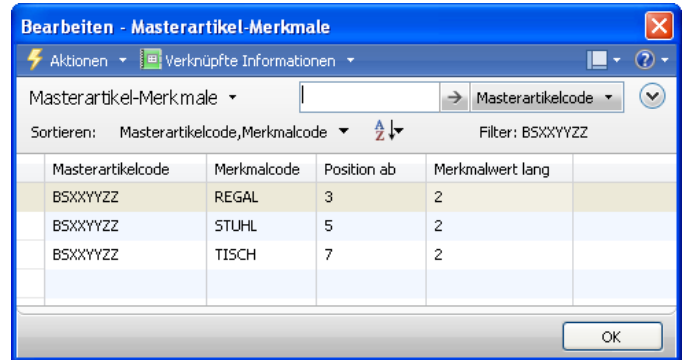 Bearbeiten - Masterartikel-Merkmale
Aktionen Verknüpfte Informationen
Masterartikel-Merkmale Masterartikelcode
Sortieren: Masterartikelcode,Merkmalcode A Z Filter: BSXXYYZZ
Masterartikelcode Merkmalcode Position ab Merkmalwert lang
BSXXYYZZ REGAL 3 2
BSXXYYZZ STUHL 5 2
BSXXYYZZ TISCH 7 2
OK